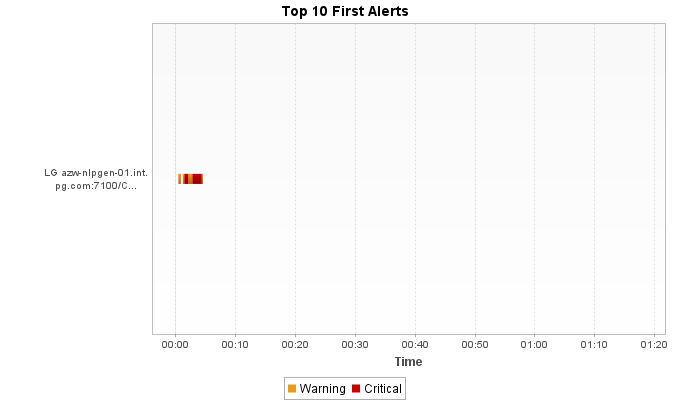 Top 10 First Alerts
LG azw-nlpgen-01.int.
pg.com:7100/C...
00:00 00:10 00:20 00:30 00:40 00:50 01:00 01:10 01:20
Time
Warning Critical